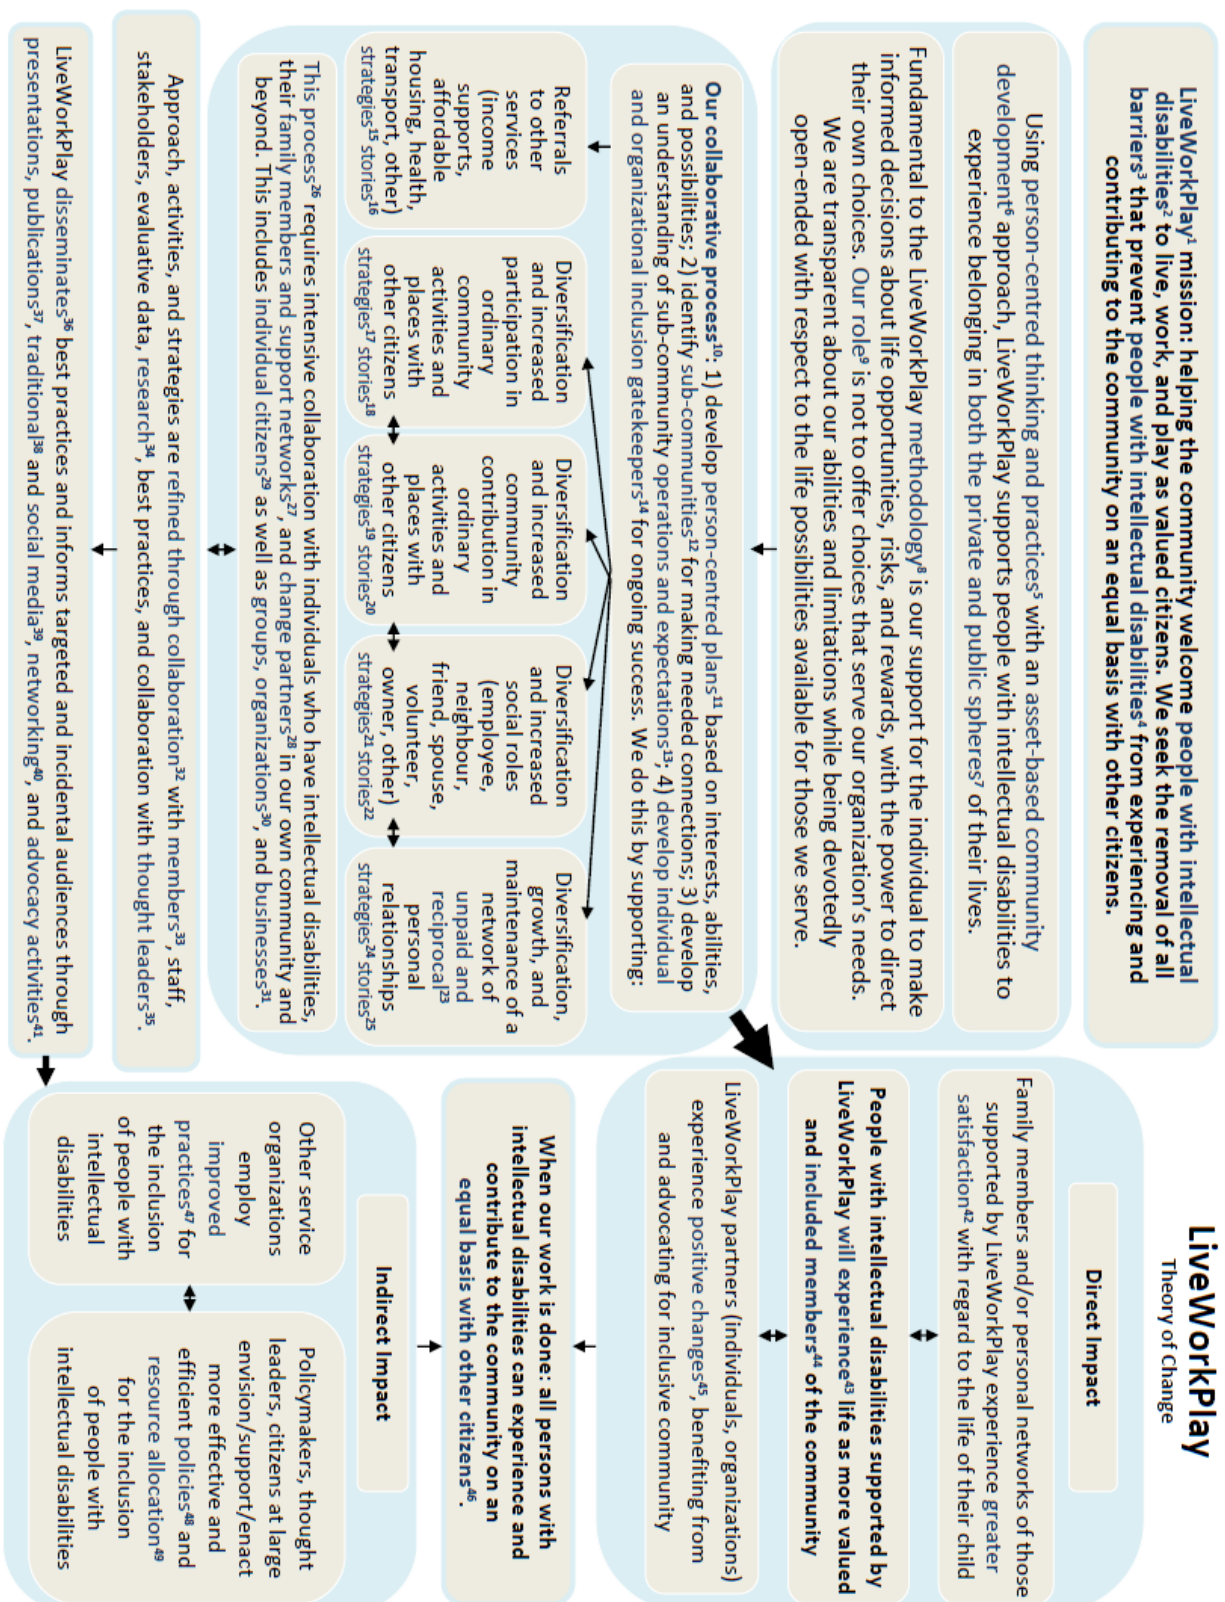 LiveWorkPlay
Theory of Change
LiveWorkPlay¹ mission: helping the community welcome people with intellectual
disabilities² to live, work, and play as valued citizens. We seek the removal of all
barriers³ that prevent people with intellectual disabilities⁴ from experiencing and
contributing to the community on an equal basis with other citizens.
Using person-centred thinking and practices⁵ with an asset-based community
development⁶ approach, LiveWorkPlay supports people with intellectual disabilities to
experience belonging in both the private and public spheres⁷ of their lives.
Fundamental to the LiveWorkPlay methodology⁸ is our support for the individual to make
informed decisions about life opportunities, risks, and rewards, with the power to direct
their own choices. Our role⁹ is not to offer choices that serve our organization's needs.
We are transparent about our abilities and limitations while being devotedly
open-ended with respect to the life possibilities available for those we serve.
Our collaborative process¹⁰: 1) develop person-centred plans¹¹ based on interests, abilities,
and possibilities; 2) identify sub-communities¹² for making needed connections; 3) develop
an understanding of sub-community operations and expectations¹³; 4) develop individual
and organizational inclusion gatekeepers¹⁴ for ongoing success. We do this by supporting:
Referrals
to other
services
(income
supports,
affordable
housing, health,
transport, other)
strategies¹⁵ stories¹⁶
Diversification
and increased
participation in
ordinary
community
activities and
places with
other citizens
strategies¹⁷ stories¹⁸
Diversification
and increased
community
contribution in
ordinary
activities and
places with
other citizens
strategies¹⁹ stories²⁰
Diversification
and increased
social roles
(employee,
neighbour,
friend, spouse,
volunteer,
owner, other)
strategies²¹ stories²²
Diversification,
growth, and
maintenance of a
network of
unpaid and
reciprocal²³
personal
relationships
strategies²⁴ stories²⁵
This process²⁶ requires intensive collaboration with individuals who have intellectual disabilities,
their family members and support networks²⁷, and change partners²⁸ in our own community and
beyond. This includes individual citizens²⁹ as well as groups, organizations³⁰, and businesses³¹.
Approach, activities, and strategies are refined through collaboration³² with members³³, staff,
stakeholders, evaluative data, research³⁴, best practices, and collaboration with thought leaders³⁵.
LiveWorkPlay disseminates³⁶ best practices and informs targeted and incidental audiences through
presentations, publications³⁷, traditional³⁸ and social media³⁹, networking⁴⁰, and advocacy activities⁴¹.
Direct Impact
Family members and/or personal networks of those
supported by LiveWorkPlay experience greater
satisfaction⁴² with regard to the life of their child
People with intellectual disabilities supported by
LiveWorkPlay will experience⁴³ life as more valued
and included members⁴⁴ of the community
LiveWorkPlay partners (individuals, organizations)
experience positive changes⁴⁵, benefiting from
and advocating for inclusive community
When our work is done: all persons with
intellectual disabilities can experience and
contribute to the community on an
equal basis with other citizens⁴⁶.
Indirect Impact
Other service
organizations
employ
improved
practices⁴⁷ for
the inclusion
of people with
intellectual
disabilities
Policymakers, thought
leaders, citizens at large
envision/support/enact
more effective and
efficient policies⁴⁸ and
resource allocation⁴⁹
for the inclusion
of people with
intellectual disabilities